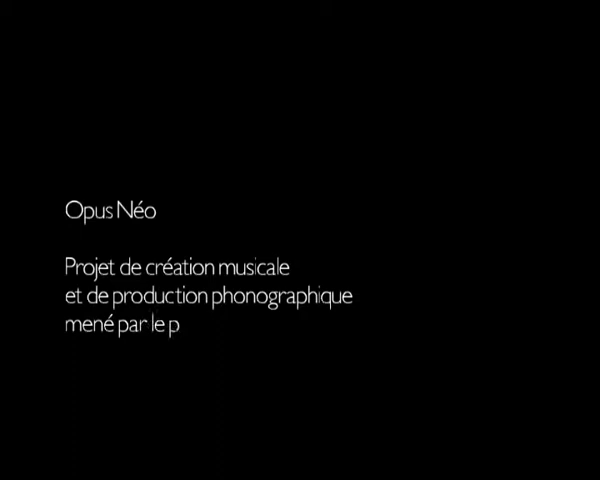 Opus Néo
Projet de création musicale
et de production phonographique
mené par le p